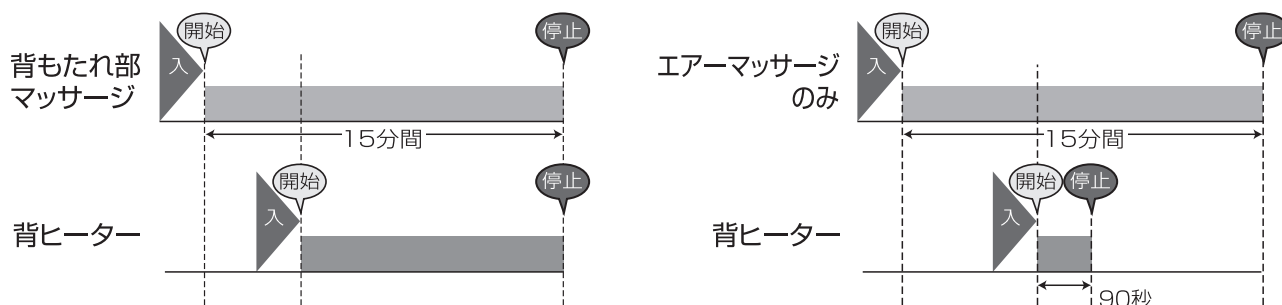 開始
停止
背もたれ部
マッサージ
入
15分間
開始
停止
背ヒーター
入
開始
停止
エアーマッサージ
のみ
入
15分間
開始
停止
背ヒーター
入
90秒